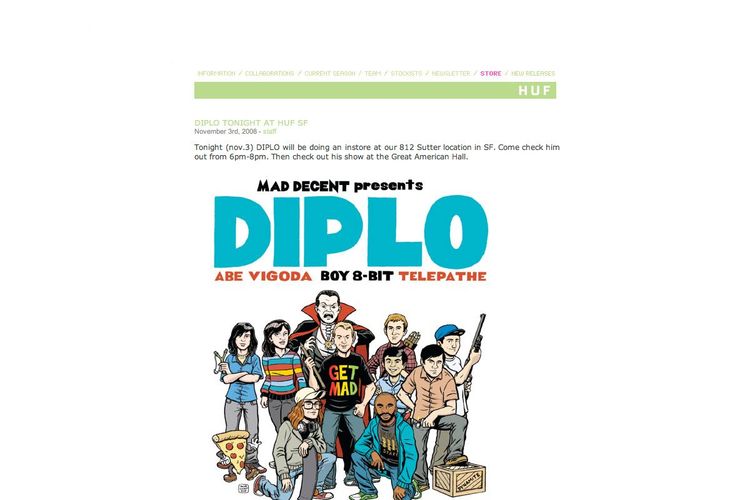 INFORMATION / COLLABORATIONS / CURRENT SEASON / TEAM / STOCKISTS / NEWSLETTER / STORE / NEW RELEASES
HUF
DIPLO TONIGHT AT HUF SF
November 3rd, 2008 - staff
Tonight (nov.3) DIPLO will be doing an instore at our 812 Sutter location in SF. Come check him
out from 6pm-8pm. Then check out his show at the Great American Hall.
MAD DECENT presents
DIPLO
ABE VIGODA BOY 8-BIT TELEPATHE
GET
MAD
DYNAMITE